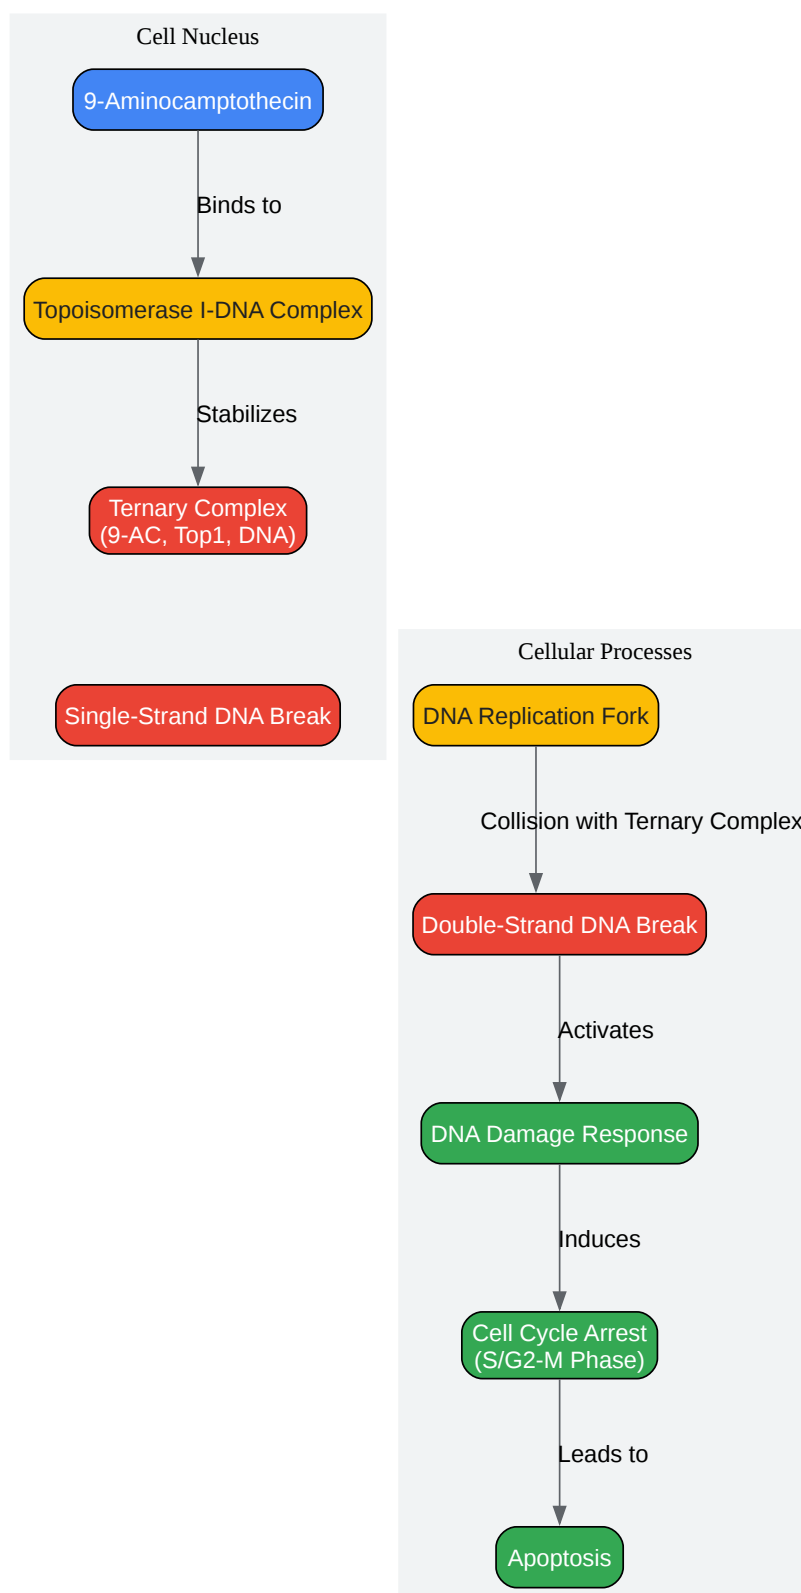 Cell Nucleus
9-Aminocamptothecin
Binds to
Topoisomerase I-DNA Complex
Stabilizes
Ternary Complex
(9-AC, Top1, DNA)
Single-Strand DNA Break
Cellular Processes
DNA Replication Fork
Collision with Ternary Complex
Double-Strand DNA Break
Activates
DNA Damage Response
Induces
Cell Cycle Arrest
(S/G2-M Phase)
Leads to
Apoptosis